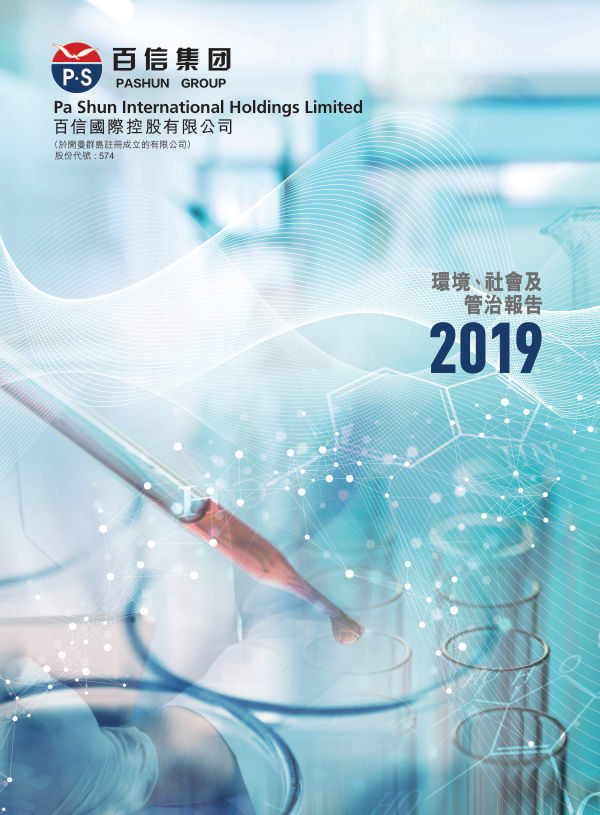 百信集团
P·S
PASHUN GROUP
Pa Shun International Holdings Limited
百信國際控股有限公司
(於開曼群島註冊成立的有限公司)
股份代號 : 574
環境、社會及
管治報告
2019